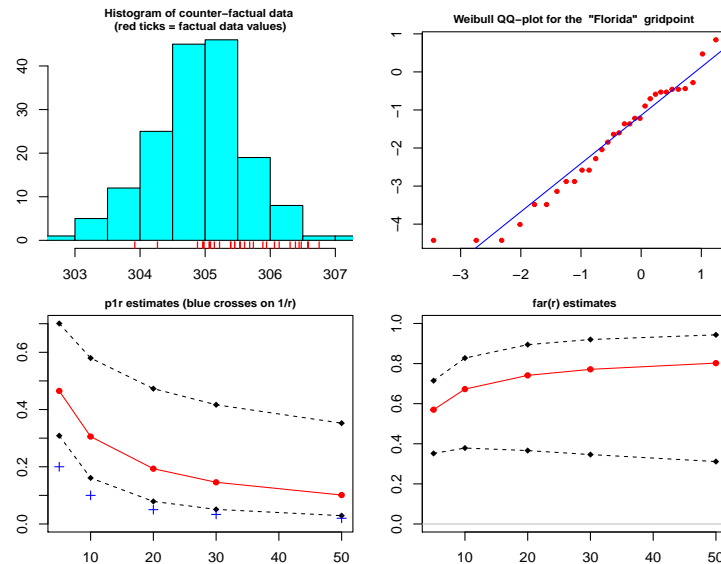 Histogram of counter−factual data
(red ticks = factual data values)
0 10 20 30 40
303 304 305 306 307
Weibull QQ−plot for the "Florida" gridpoint
−4 −3 −2 −1 0 1
−3 −2 −1 0 1
p1r estimates (blue crosses on 1/r)
0.0 0.2 0.4 0.6
10 20 30 40 50
far(r) estimates
0.0 0.2 0.4 0.6 0.8 1.0
10 20 30 40 50